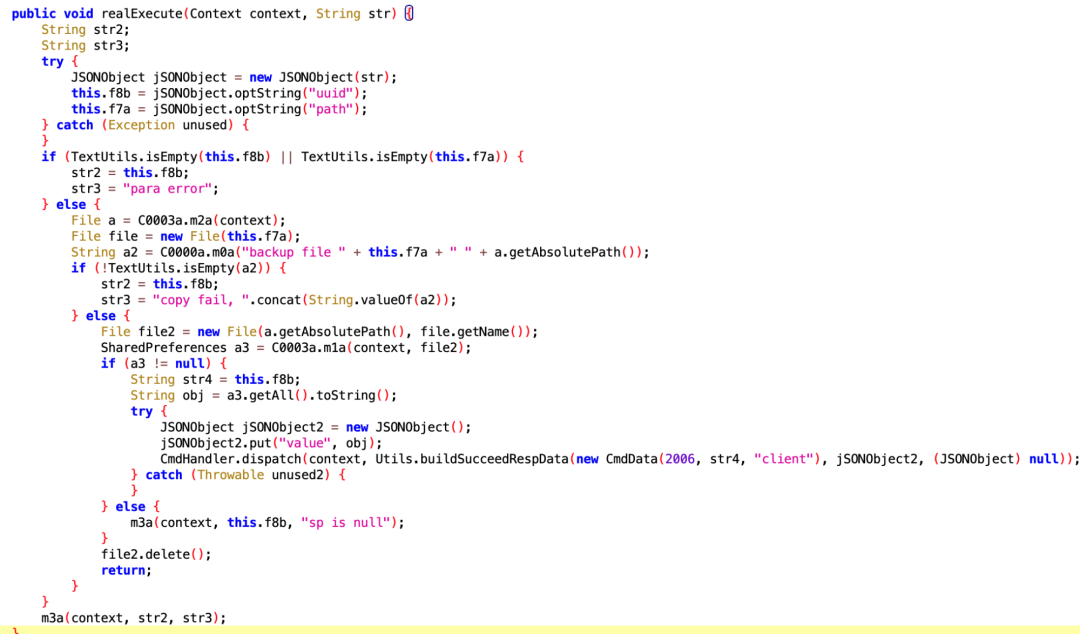 public void realExecute(Context context, String str) {
String str2;
String str3;
try {
JSONObject jSONObject = new JSONObject(str);
this.f8b = jSONObject.optString("uuid");
this.f7a = jSONObject.optString("path");
} catch (Exception unused) {
}
if (TextUtils.isEmpty(this.f8b) || TextUtils.isEmpty(this.f7a)) {
str2 = this.f8b;
str3 = "para error";
} else {
File a = C0003a.m2a(context);
File file = new File(this.f7a);
String a2 = C0000a.m0a("backup file " + this.f7a + " " + a.getAbsolutePath());
if (!TextUtils.isEmpty(a2)) {
str2 = this.f8b;
str3 = "copy fail, ".concat(String.valueOf(a2));
} else {
File file2 = new File(a.getAbsolutePath(), file.getName());
SharedPreferences a3 = C0003a.m1a(context, file2);
if (a3 != null) {
String str4 = this.f8b;
String obj = a3.getAll().toString();
try {
JSONObject jSONObject2 = new JSONObject();
jSONObject2.put("value", obj);
CmdHandler.dispatch(context, Utils.buildSucceedRespData(new CmdData(2006, str4, "client"), jSONObject2, (JSONObject) null));
} catch (Throwable unused2) {
}
} else {
m3a(context, this.f8b, "sp is null");
}
file2.delete();
return;
}
}
m3a(context, str2, str3);
}